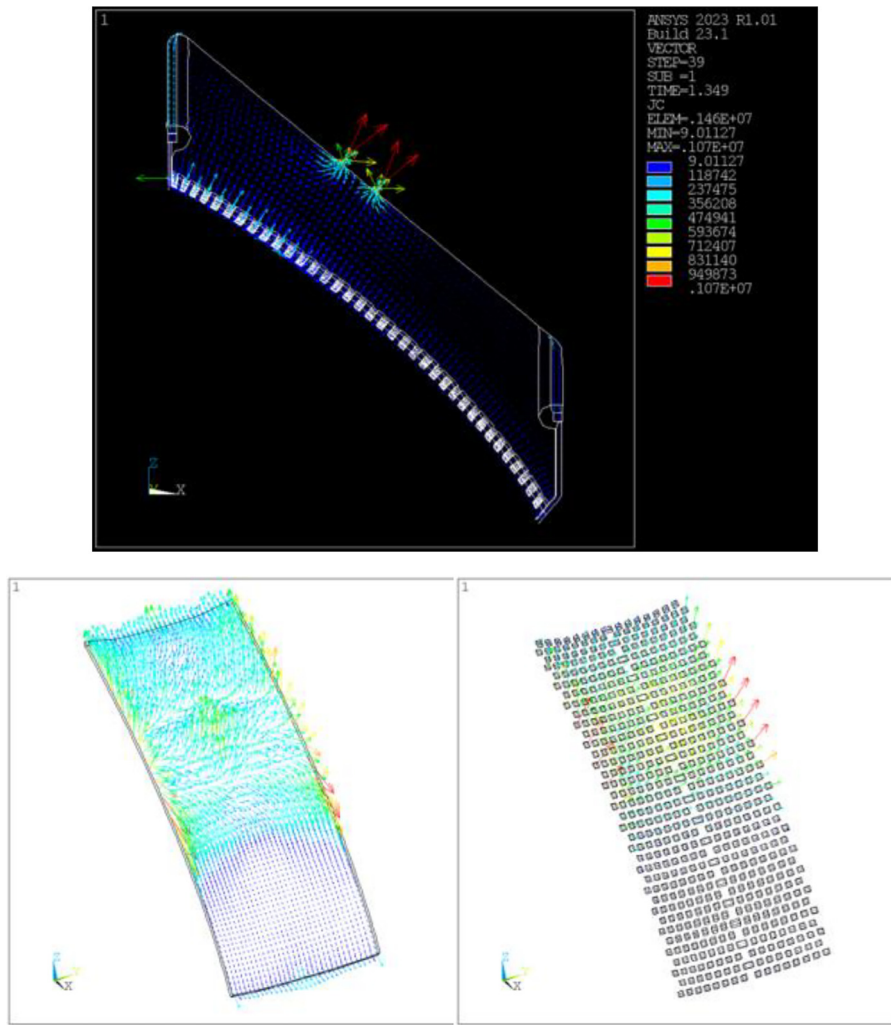 1
ANSYS 2023 R1.01
Build 23.1
VECTOR
STEP=39
SUB =1
TIME=1.349
JC
ELEM=.146E+07
MIN=9.01127
MAX=.107E+07
9.01127
118742
237475
356208
474941
593674
712407
831140
949873
.107E+07
Z
Y
X
1
Z
Y
X
1
Z
Y
X